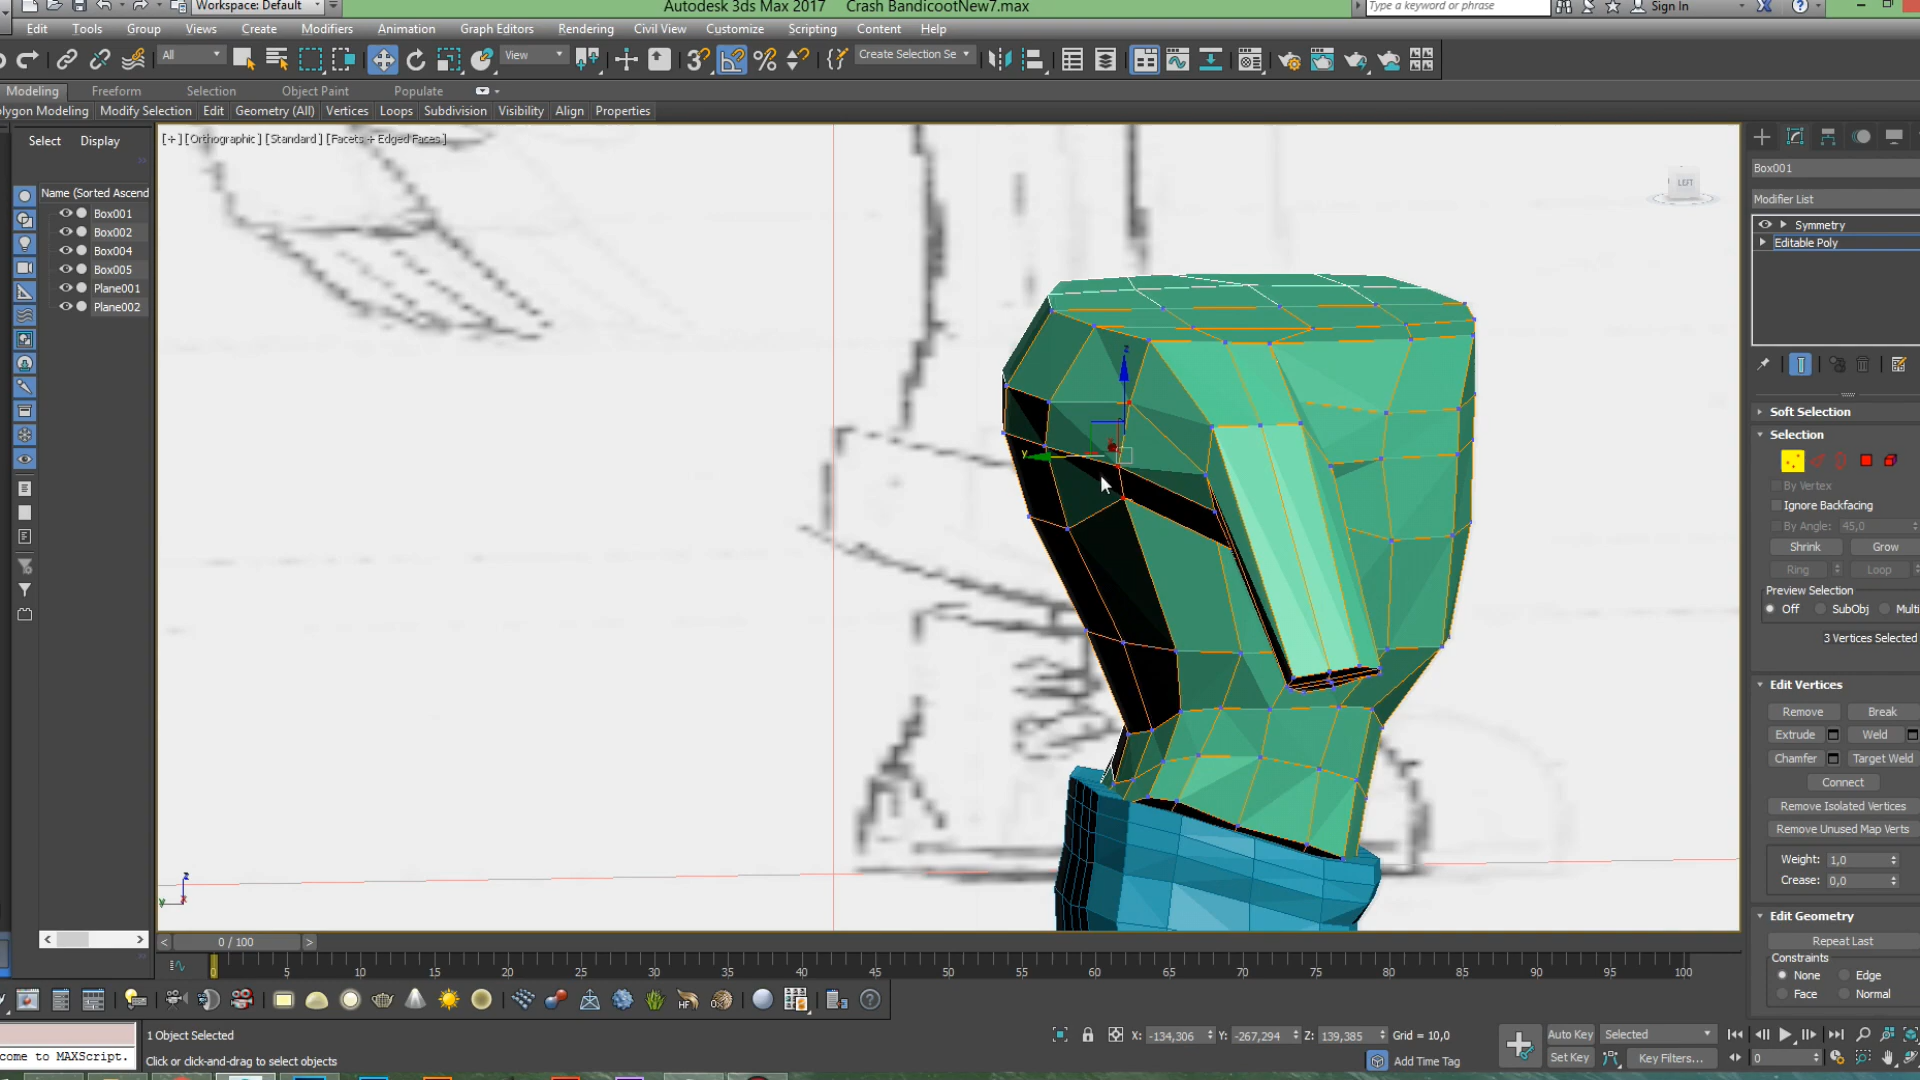 Workspace: Default
Autodesk 3ds Max 2017
Crash BandicootNew7.max
Type a keyword or phrase
Sign In
Edit
Tools
Group
Views
Create
Modifiers
Animation
Graph Editors
Rendering
Civil View
Customize
Scripting
Content
Help
All
View
Create Selection Se
Modeling
Freeform
Selection
Object Paint
Populate
olygon Modeling
Modify Selection
Edit
Geometry (All)
Vertices
Loops
Subdivision
Visibility
Align
Properties
Select
Display
[+] [Orthographic] [Standard] [Facets + Edged Faces]
LEFT
Name (Sorted Ascend
Box001
Box002
Box004
Box005
Plane001
Plane002
z
y
x
z
y
x
Box001
Modifier List
Symmetry
Editable Poly
Soft Selection
Selection
By Vertex
Ignore Backfacing
By Angle: 45,0
Shrink
Grow
Ring
Loop
Preview Selection
Off
SubObj
Multi
3 Vertices Selected
Edit Vertices
Remove
Break
Extrude
Weld
Chamfer
Target Weld
Connect
Remove Isolated Vertices
Remove Unused Map Verts
Weight: 1,0
Crease: 0,0
Edit Geometry
Repeat Last
Constraints
None
Edge
Face
Normal
0 / 100
0 5 10 15 20 25 30 35 40 45 50 55 60 65 70 75 80 85 90 95 100
HF
1 Object Selected
X: -134,306
Y: -267,294
Z: 139,385
Grid = 10,0
Auto Key
Selected
come to MAXScript.
Click or click-and-drag to select objects
Add Time Tag
Set Key
Key Filters...
0